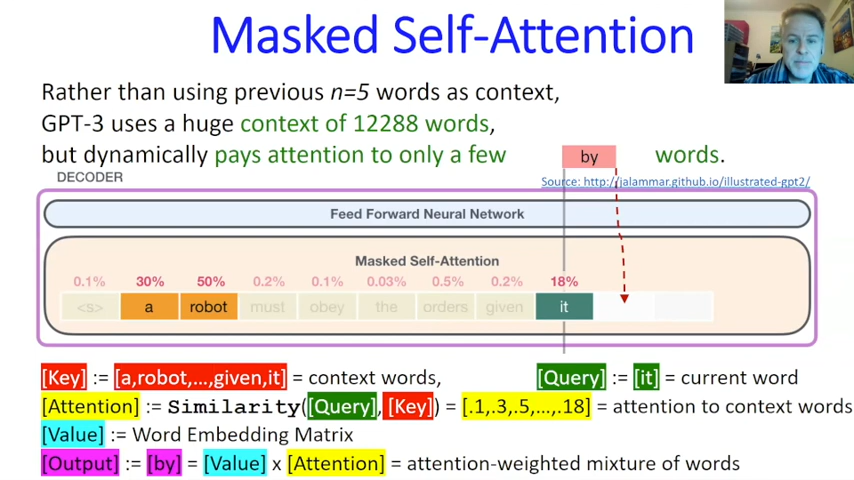 Masked Self-Attention
Rather than using previous n=5 words as context,
GPT-3 uses a huge context of 12288 words,
but dynamically pays attention to only a few words.
by
DECODER
Source: http://jalammar.github.io/illustrated-gpt2/
Feed Forward Neural Network
Masked Self-Attention
0.1% 30% 50% 0.2% 0.1% 0.03% 0.5% 0.2% 18%
<s> a robot must obey the orders given it
[Key] := [a,robot,...,given,it] = context words, [Query] := [it] = current word
[Attention] := Similarity([Query],[Key]) = [.1,.3,.5,...,.18] = attention to context words
[Value] := Word Embedding Matrix
[Output] := [by] = [Value] x [Attention] = attention-weighted mixture of words